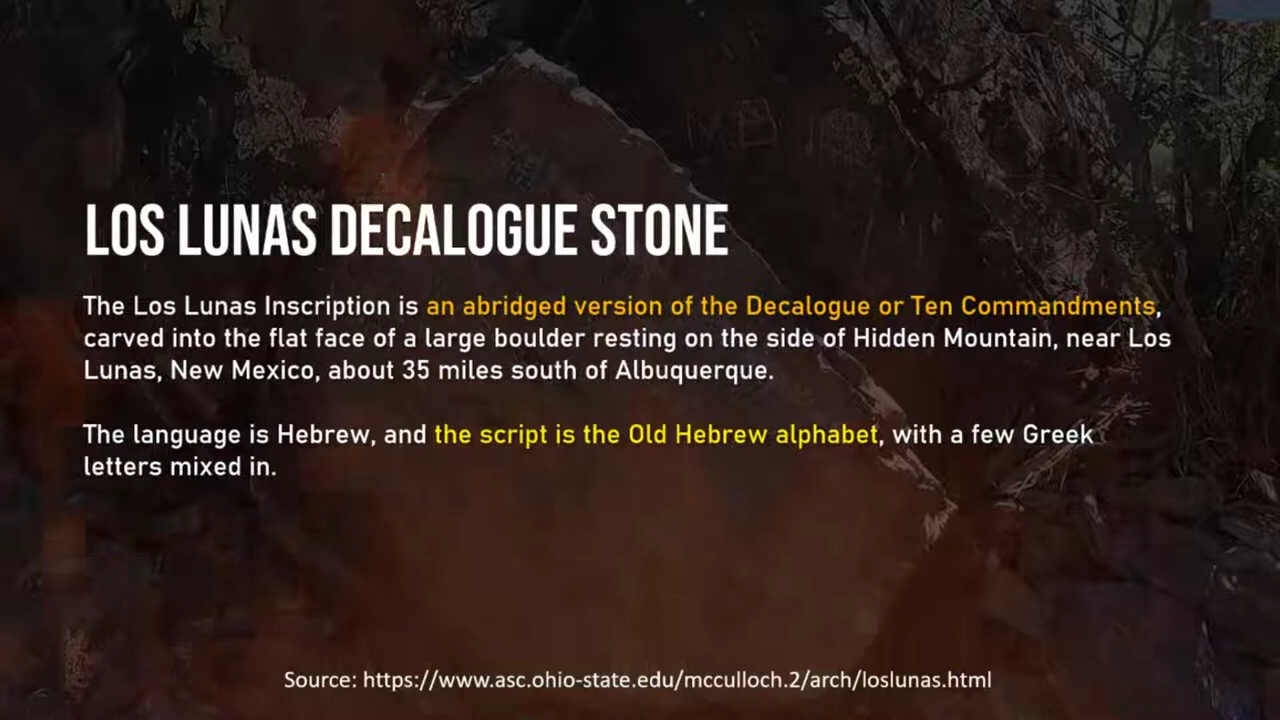 LOS LUNAS DECALOGUE STONE
The Los Lunas Inscription is an abridged version of the Decalogue or Ten Commandments,
carved into the flat face of a large boulder resting on the side of Hidden Mountain, near Los
Lunas, New Mexico, about 35 miles south of Albuquerque.
The language is Hebrew, and the script is the Old Hebrew alphabet, with a few Greek
letters mixed in.
Source: https://www.asc.ohio-state.edu/mcculloch.2/arch/loslunas.html